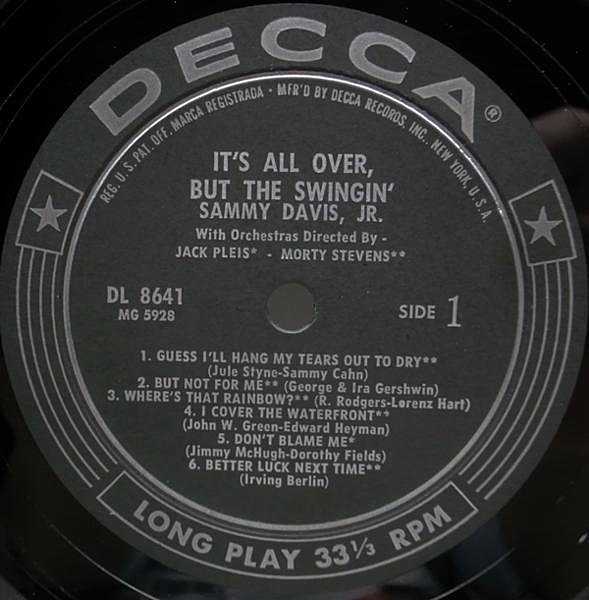 DECCA®
REG. U.S. PAT. OFF. MARCA REGISTRADA • MFR'D BY DECCA RECORDS, INC., NEW YORK, U.S.A.
IT'S ALL OVER,
BUT THE SWINGIN'
SAMMY DAVIS, JR.
With Orchestras Directed By -
JACK PLEIS* - MORTY STEVENS**
DL 8641
MG 5928
SIDE 1
1. GUESS I'LL HANG MY TEARS OUT TO DRY**
(Jule Styne-Sammy Cahn)
2. BUT NOT FOR ME** (George & Ira Gershwin)
3. WHERE'S THAT RAINBOW?** (R. Rodgers-Lorenz Hart)
4. I COVER THE WATERFRONT**
(John W. Green-Edward Heyman)
5. DON'T BLAME ME*
(Jimmy McHugh-Dorothy Fields)
6. BETTER LUCK NEXT TIME**
(Irving Berlin)
LONG PLAY 33⅓ RPM